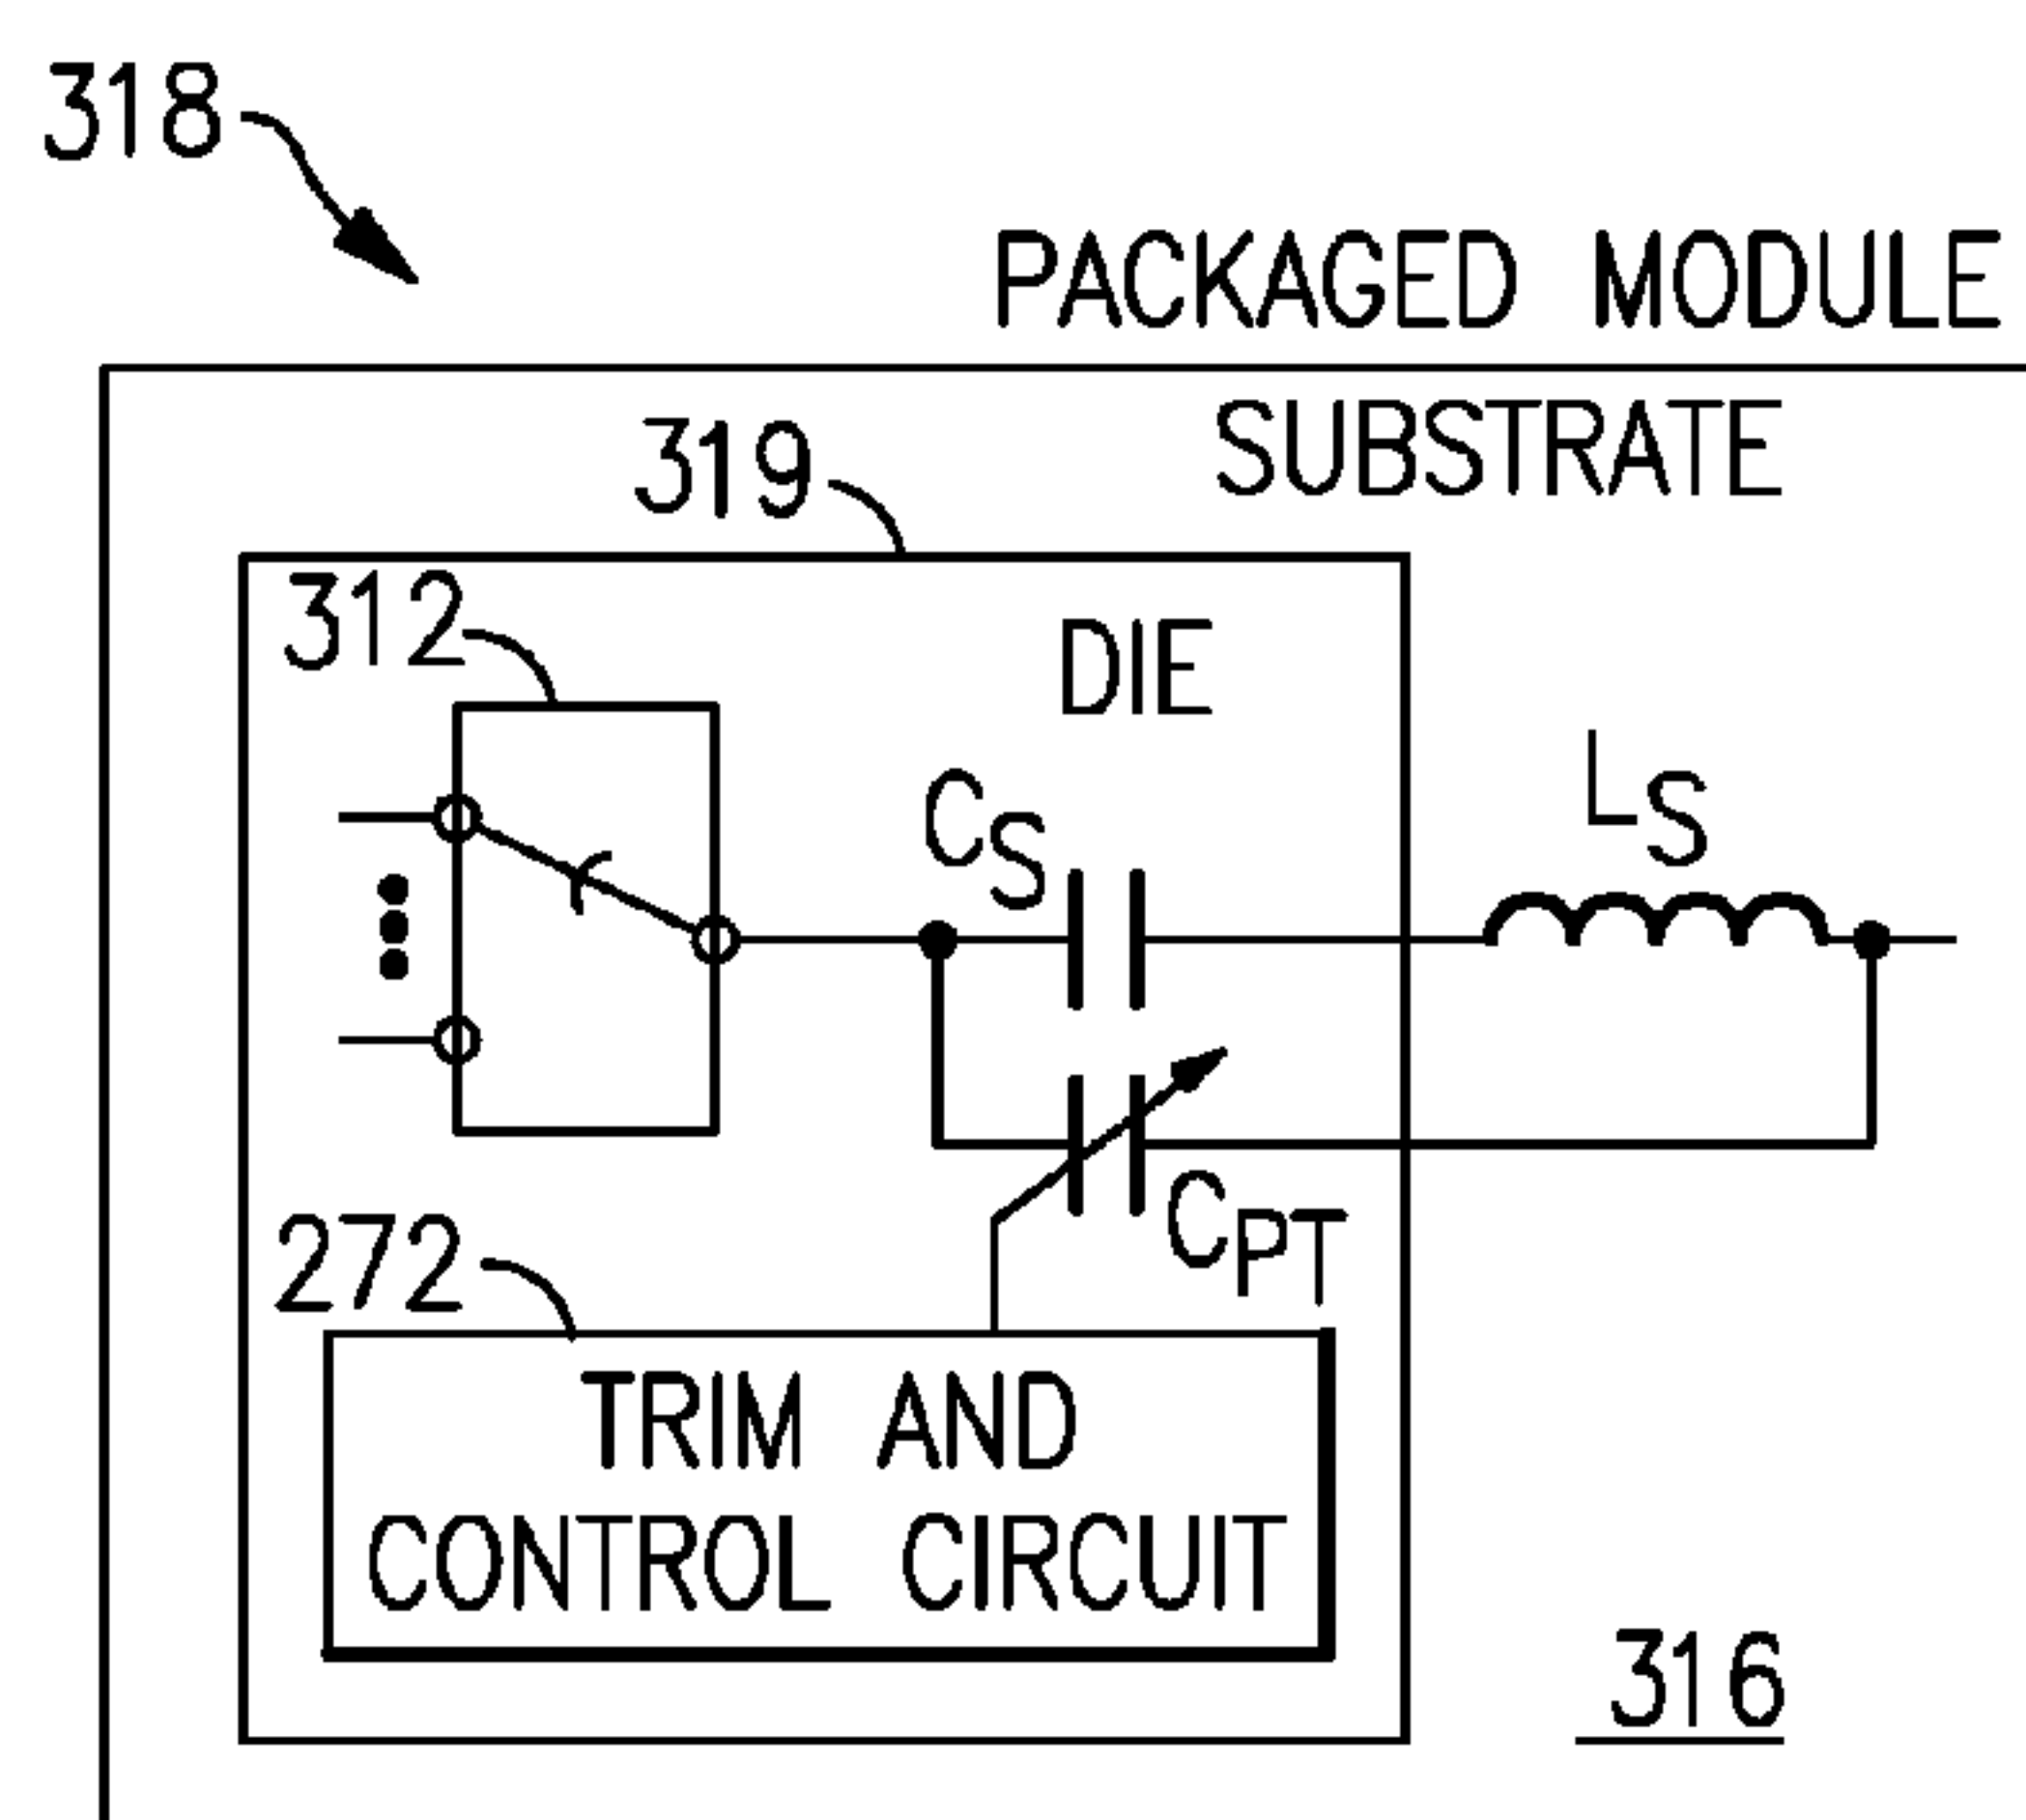 318
PACKAGED MODULE
SUBSTRATE
319
312
DIE
CS
LS
CPT
272
TRIM AND
CONTROL CIRCUIT
316